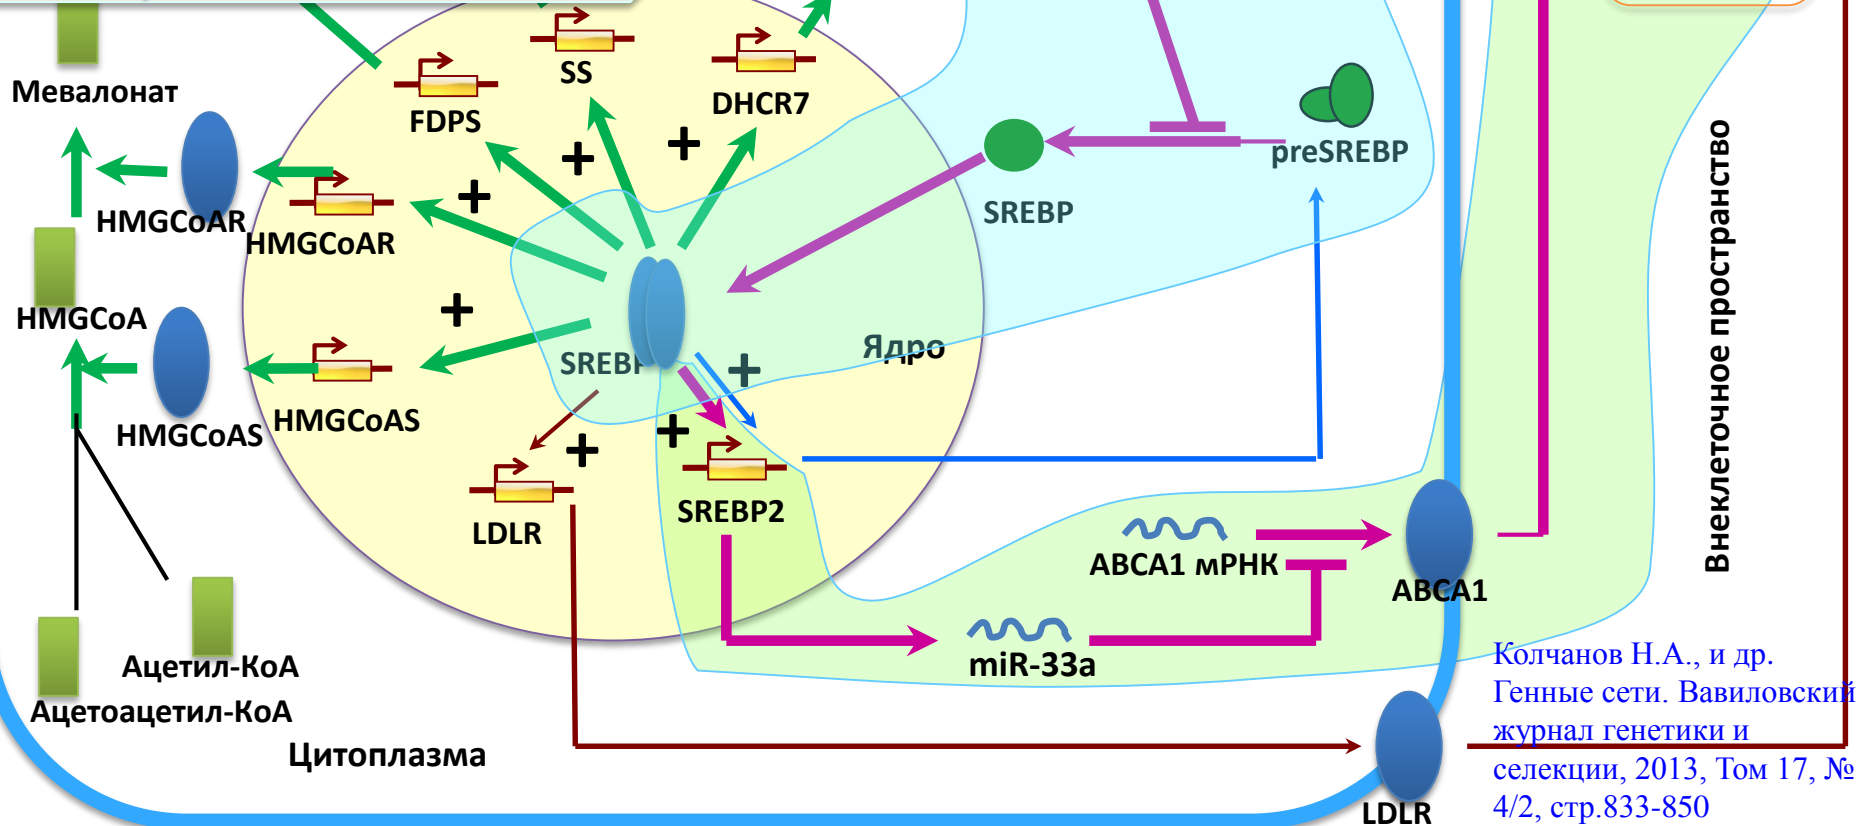 SS
Мевалонат
DHCR7
FDPS
preSREBP
HMGCoAR
HMGCoAR
SREBP
HMGCoA
Ядро
SREBP
HMGCoAS
HMGCoAS
LDLR
SREBP2
ABCA1 мРНК
ABCA1
miR-33a
Ацетил-КоА
Ацетоацетил-КоА
Цитоплазма
LDLR
Внеклеточное пространство
Колчанов Н.А., и др.
Генные сети. Вавиловский
журнал генетики и
селекции, 2013, Том 17, №
4/2, стр.833-850